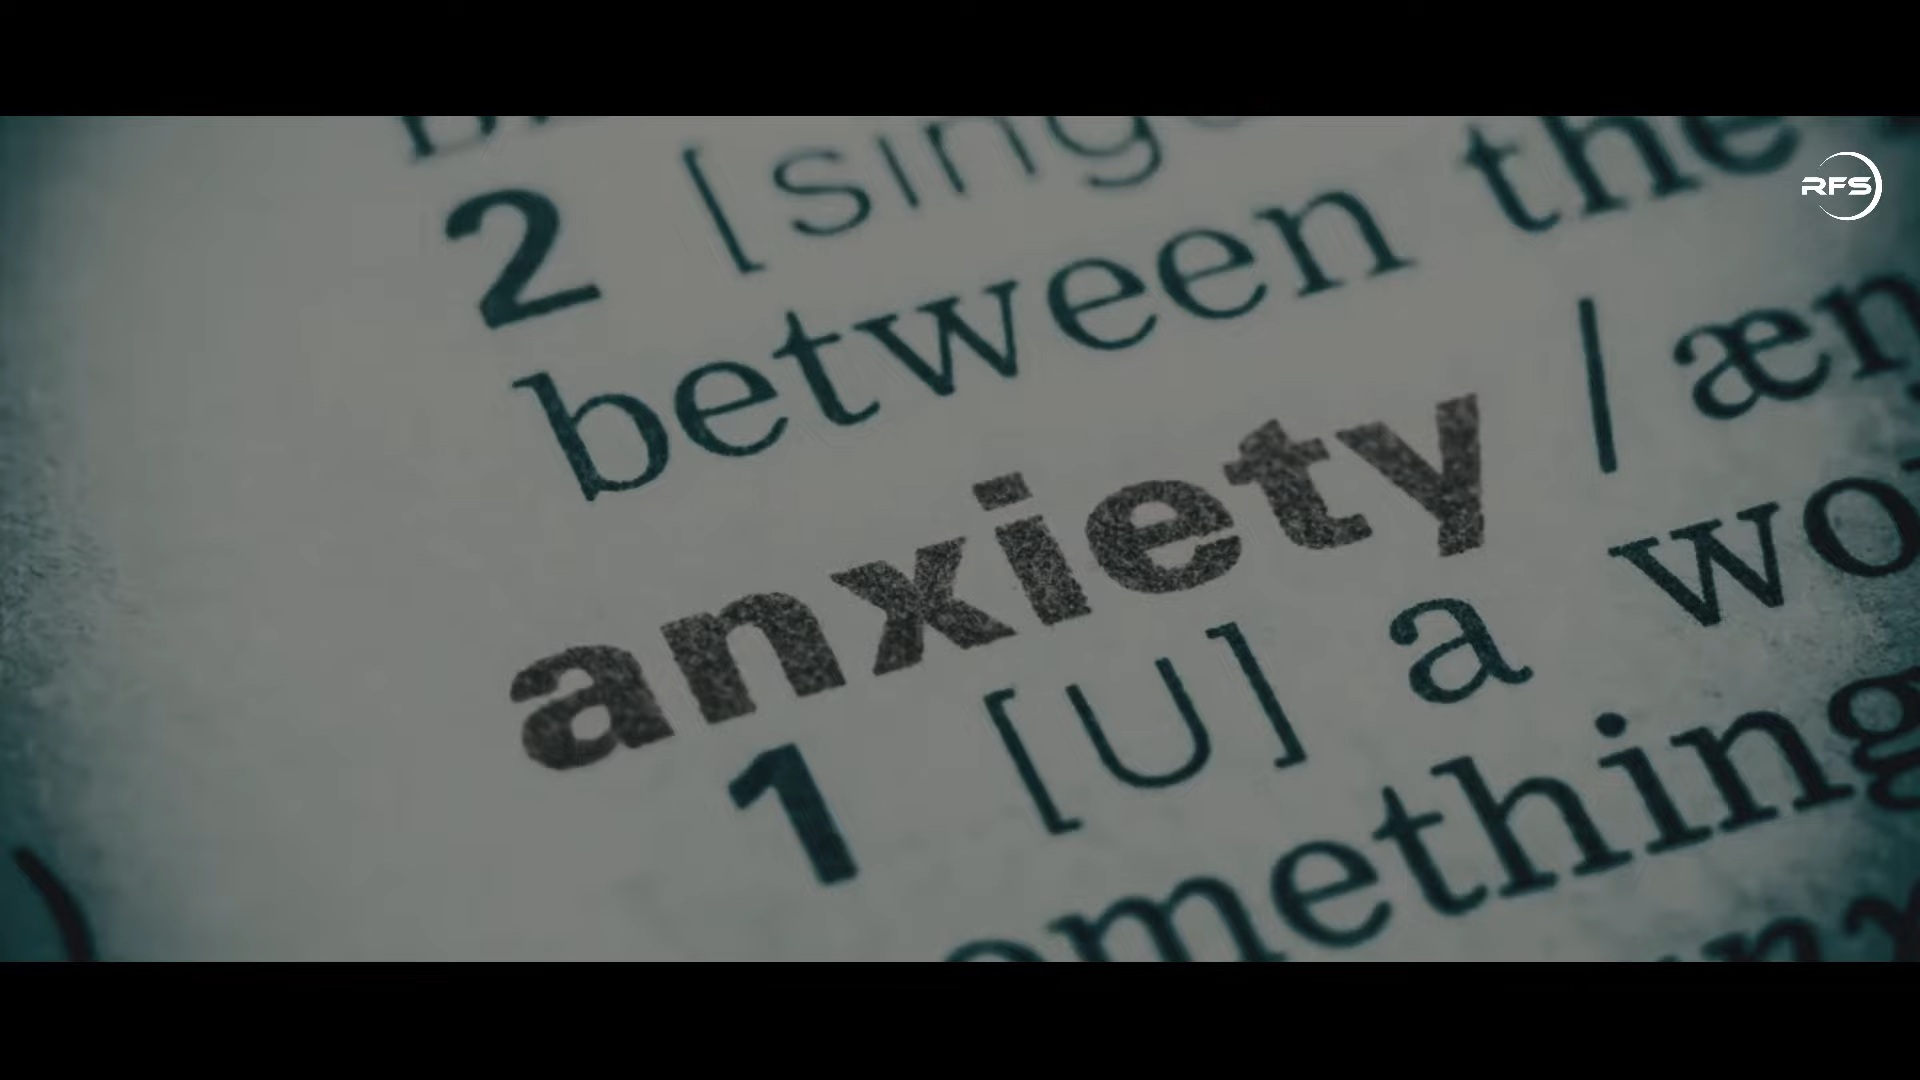 2 [sing
between the
anxiety /æn
1 [U] a wo
omething
RFS